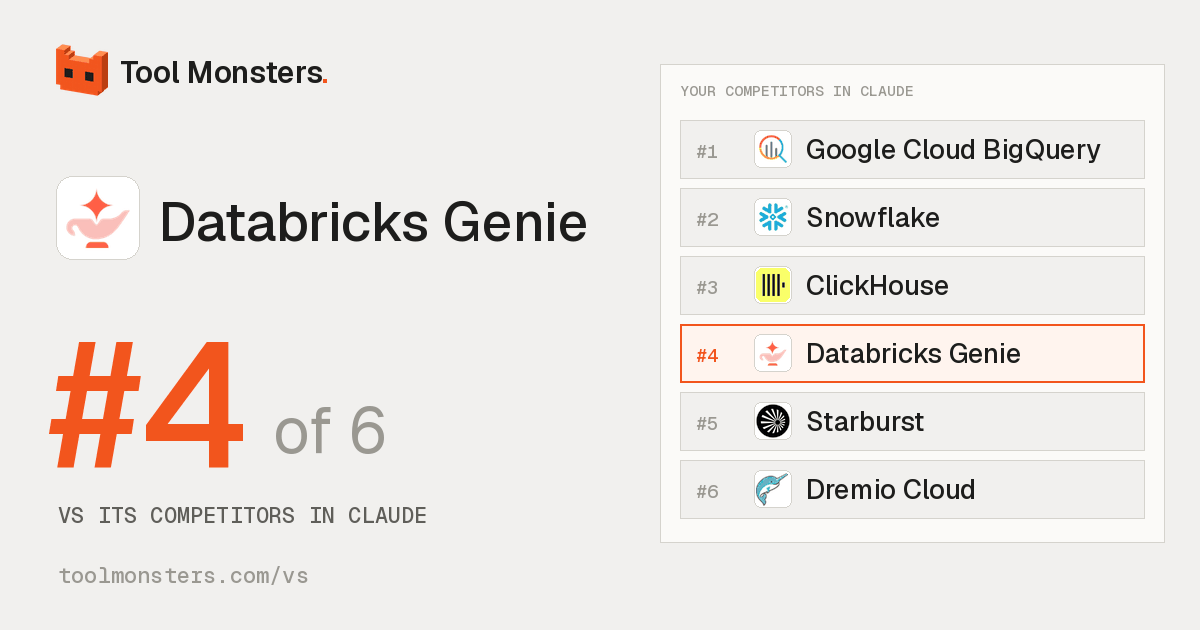 Tool Monsters.
Databricks Genie
#4 of 6
VS ITS COMPETITORS IN CLAUDE
toolmonsters.com/vs
YOUR COMPETITORS IN CLAUDE
#1 Google Cloud BigQuery
#2 Snowflake
#3 ClickHouse
#4 Databricks Genie
#5 Starburst
#6 Dremio Cloud